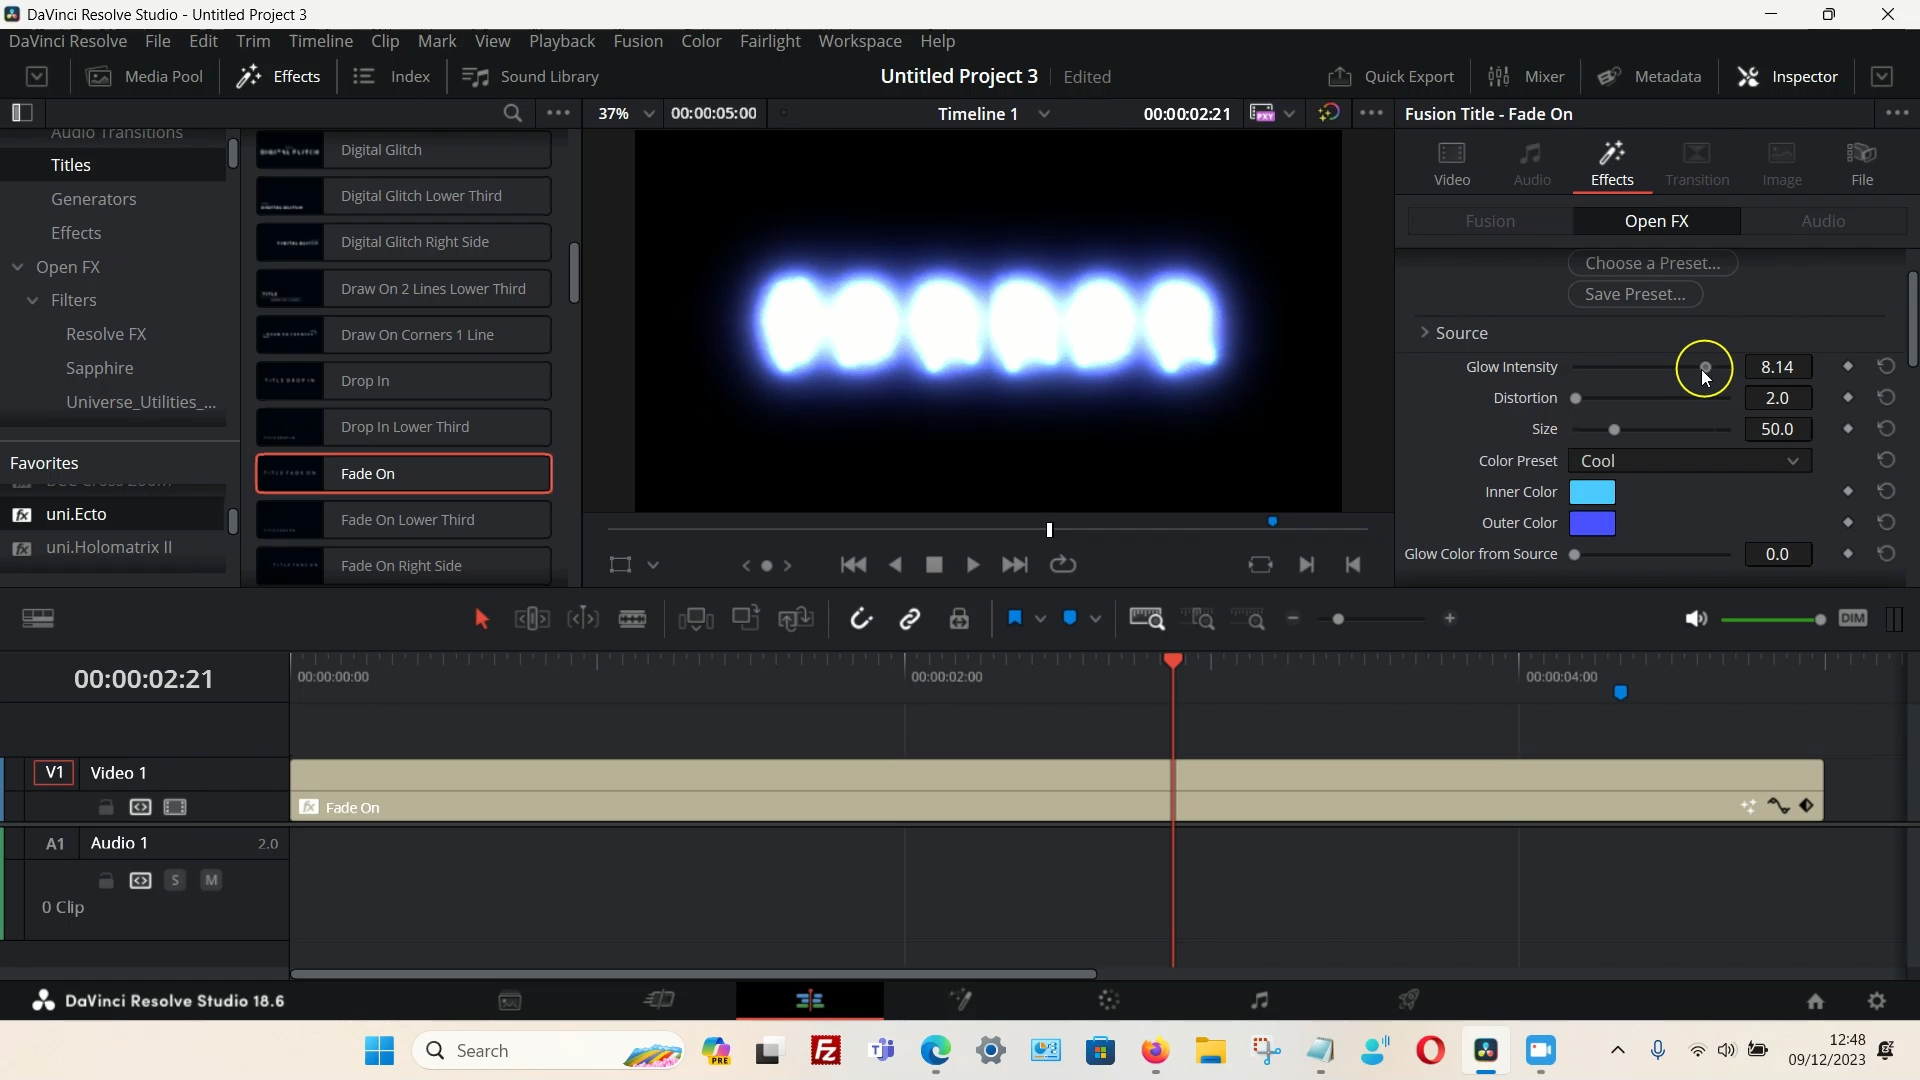 DaVinci Resolve Studio - Untitled Project 3
DaVinci Resolve File Edit Trim Timeline Clip Mark View Playback Fusion Color Fairlight Workspace Help
Media Pool Effects Index Sound Library Untitled Project 3 Edited Quick Export Mixer Metadata Inspector
37% 00:00:05:00 Timeline 1 00:00:02:21 PXY Fusion Title - Fade On
Audio Transitions
Titles
Generators
Effects
Open FX
Filters
Resolve FX
Sapphire
Universe_Utilities_...
Favorites
uni.Ecto
uni.Holomatrix II
Digital Glitch
Digital Glitch Lower Third
Digital Glitch Right Side
Draw On 2 Lines Lower Third
Draw On Corners 1 Line
Drop In
Drop In Lower Third
Fade On
Fade On Lower Third
Fade On Right Side
Video Audio Effects Transition Image File
Fusion Open FX Audio
Choose a Preset...
Save Preset...
Source
Glow Intensity 8.14
Distortion 2.0
Size 50.0
Color Preset Cool
Inner Color
Outer Color
Glow Color from Source 0.0
DIM
00:00:02:21 00:00:00:00 00:00:02:00 00:00:04:00
V1 Video 1
Fade On
A1 Audio 1 2.0
S M
0 Clip
DaVinci Resolve Studio 18.6
Search
PRE
Fz
12:48
09/12/2023